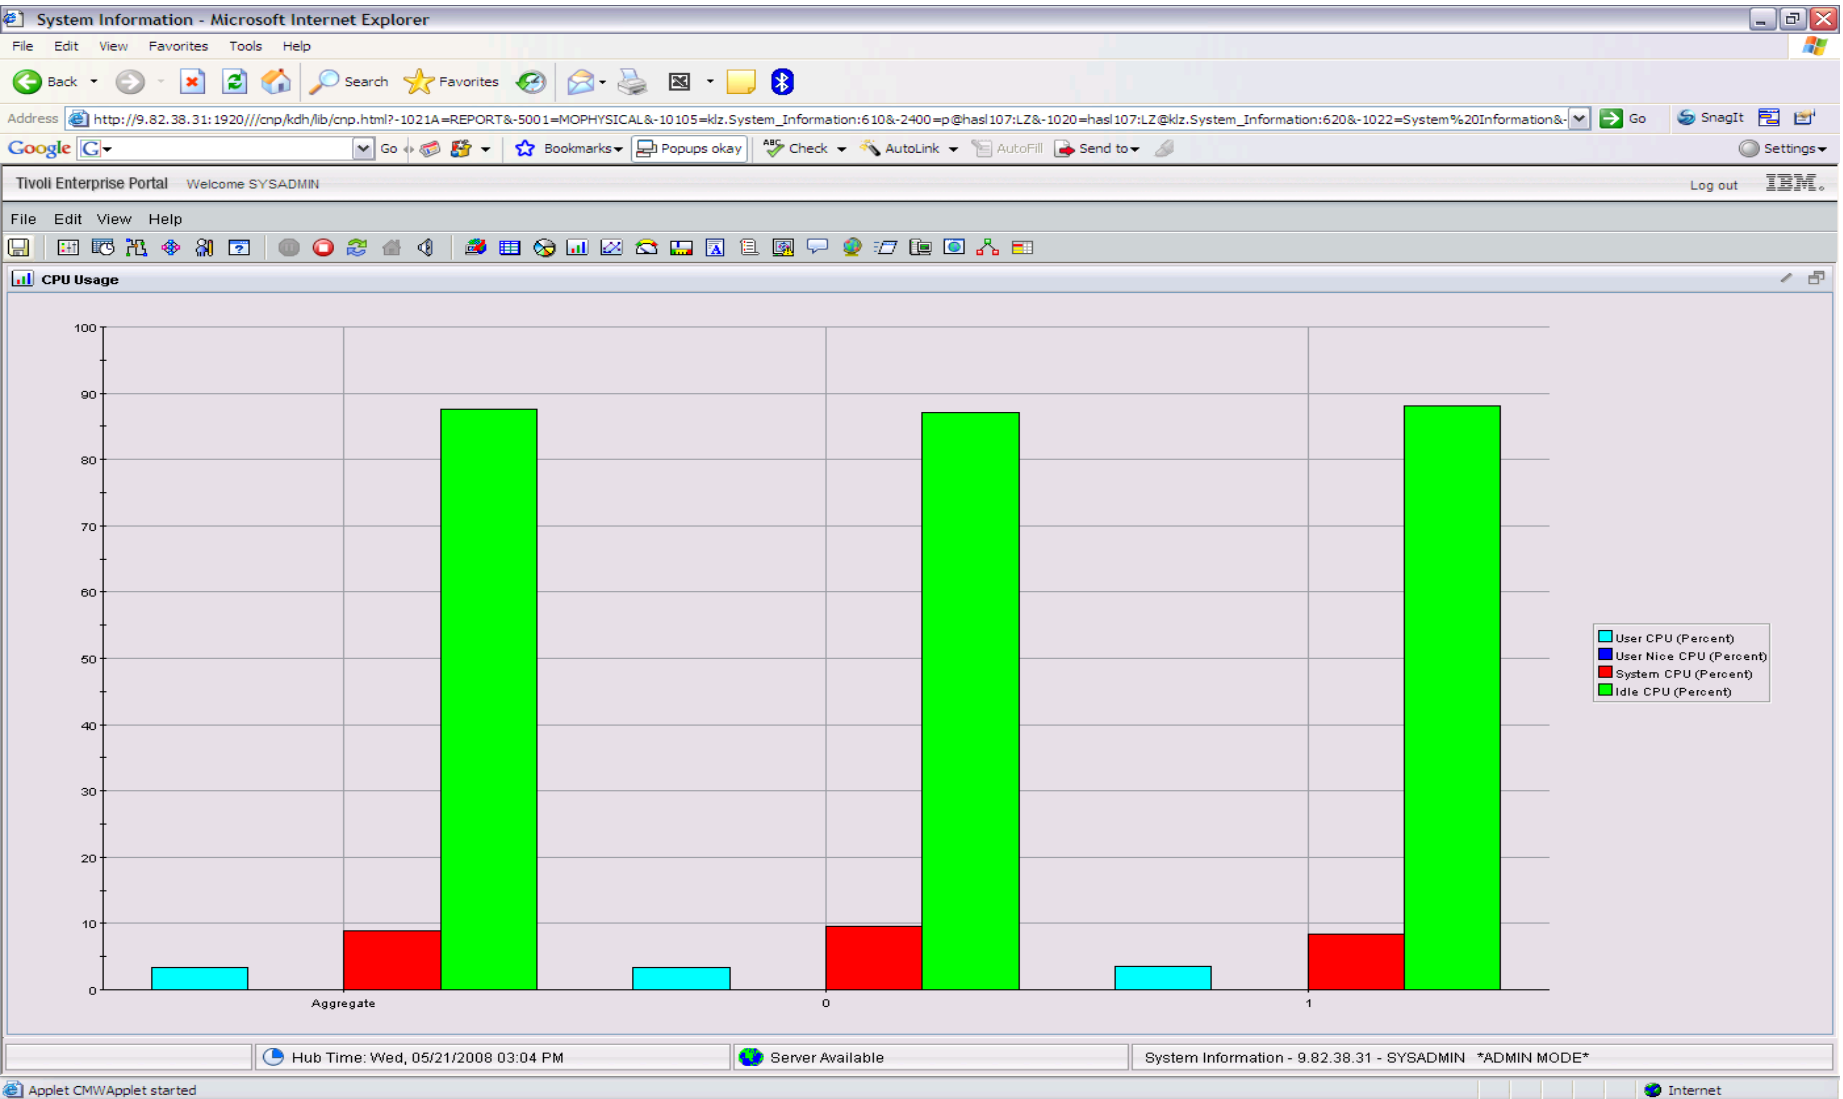 System Information - Microsoft Internet Explorer
File Edit View Favorites Tools Help
Back Search Favorites
Address http://9.82.38.31:1920///cnp/kdh/lib/cnp.html?-1021A=REPORT&-5001=MOPHYSICAL&-10105=klz.System_Information:610&-2400=p@hasl107:LZ&-1020=hasl107:LZ@klz.System_Information:620&-1022=System%20Information&- Go SnagIt
Google G Go Bookmarks Popups okay ABC Check AutoLink AutoFill Send to Settings
Tivoli Enterprise Portal Welcome SYSADMIN Log out IBM.
File Edit View Help
CPU Usage
100
90
80
70
60
50
40
30
20
10
0
Aggregate 0 1
User CPU (Percent)
User Nice CPU (Percent)
System CPU (Percent)
Idle CPU (Percent)
Hub Time: Wed, 05/21/2008 03:04 PM Server Available System Information - 9.82.38.31 - SYSADMIN *ADMIN MODE*
Applet CMWApplet started Internet